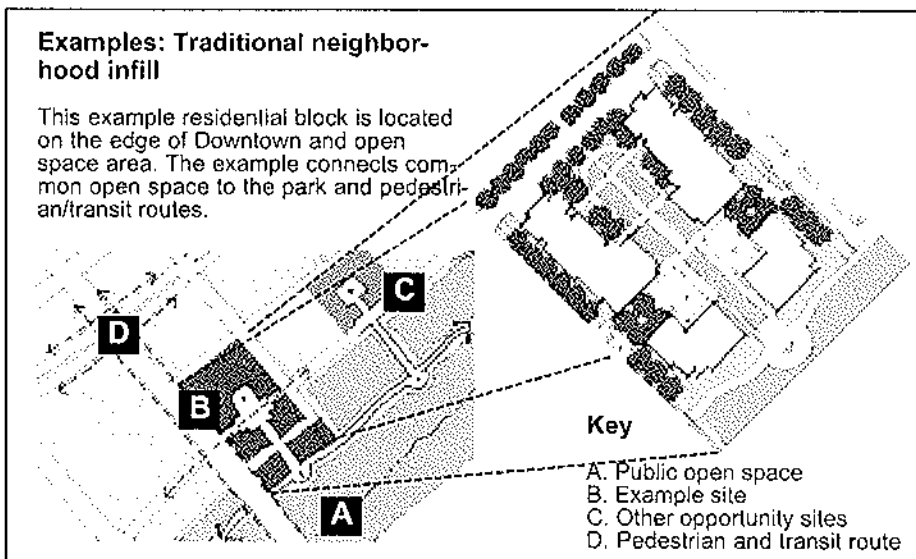 Examples: Traditional neighbor-
hood infill
This example residential block is located
on the edge of Downtown and open
space area. The example connects com-
mon open space to the park and pedestri-
an/transit routes.
C
D
B
A
Key
A. Public open space
B. Example site
C. Other opportunity sites
D. Pedestrian and transit route